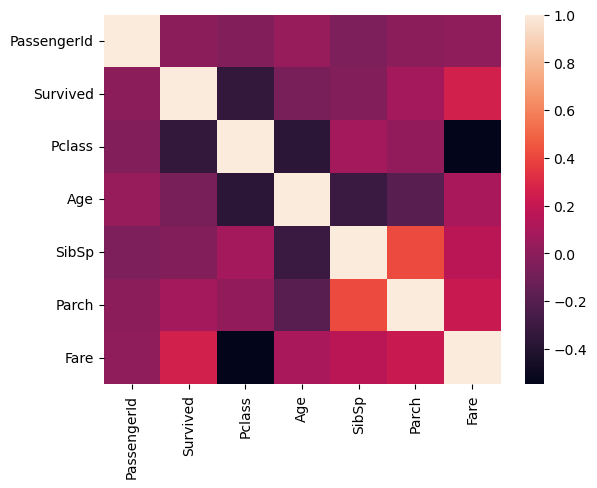 PassengerId
Survived
Pclass
Age
SibSp
Parch
Fare
PassengerId
Survived
Pclass
Age
SibSp
Parch
Fare
1.0
0.8
0.6
0.4
0.2
0.0
−0.2
−0.4